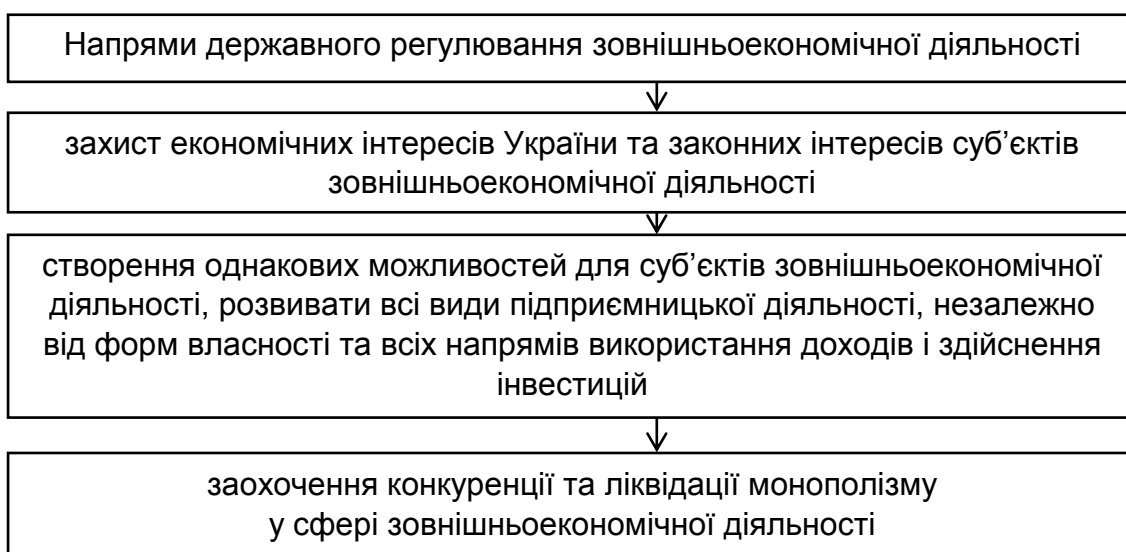 Напрями державного регулювання зовнішньоекономічної діяльності
захист економічних інтересів України та законних інтересів суб’єктів
зовнішньоекономічної діяльності
створення однакових можливостей для суб’єктів зовнішньоекономічної
діяльності, розвивати всі види підприємницької діяльності, незалежно
від форм власності та всіх напрямів використання доходів і здійснення
інвестицій
заохочення конкуренції та ліквідації монополізму
у сфері зовнішньоекономічної діяльності